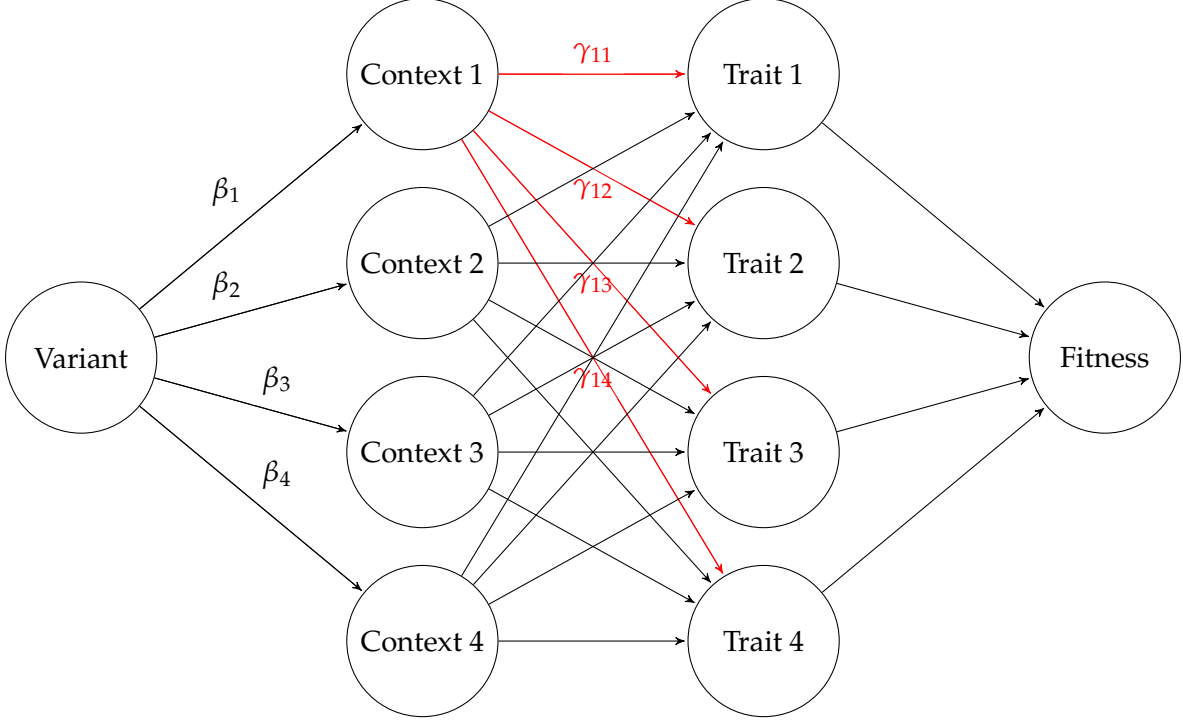 Variant
β1
β2
β3
β4
Context 1
Context 2
Context 3
Context 4
γ11
γ12
γ13
γ14
Trait 1
Trait 2
Trait 3
Trait 4
Fitness